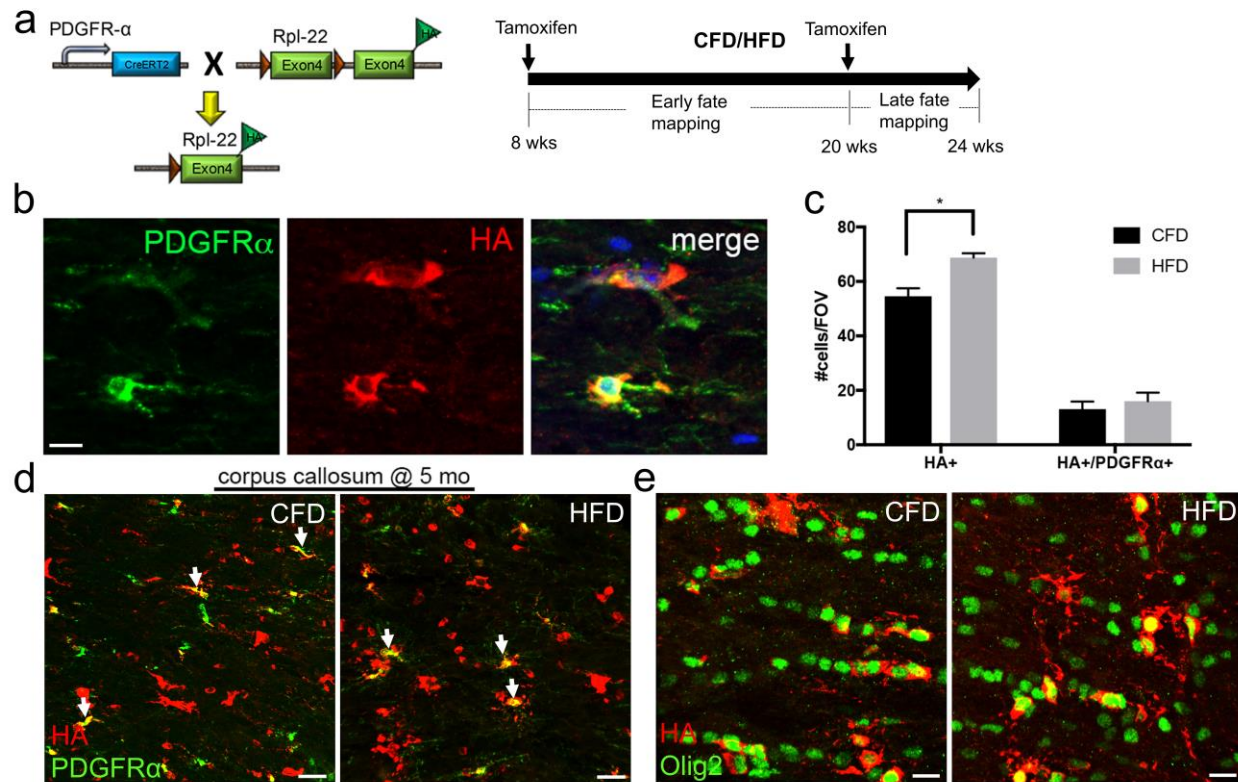 a
PDGFR-α
CreERT2
X
Rpl-22
Exon4
Exon4
HA
Rpl-22
Exon4
HA
Tamoxifen
CFD/HFD
Tamoxifen
Early fate
mapping
Late fate
mapping
8 wks
20 wks
24 wks
b
PDGFRα
HA
merge
c
80
60
40
20
0
#cells/FOV
*
CFD
HFD
HA+
HA+/PDGFRα+
d
corpus callosum @ 5 mo
CFD
HFD
HA
PDGFRα
e
CFD
HFD
HA
Olig2